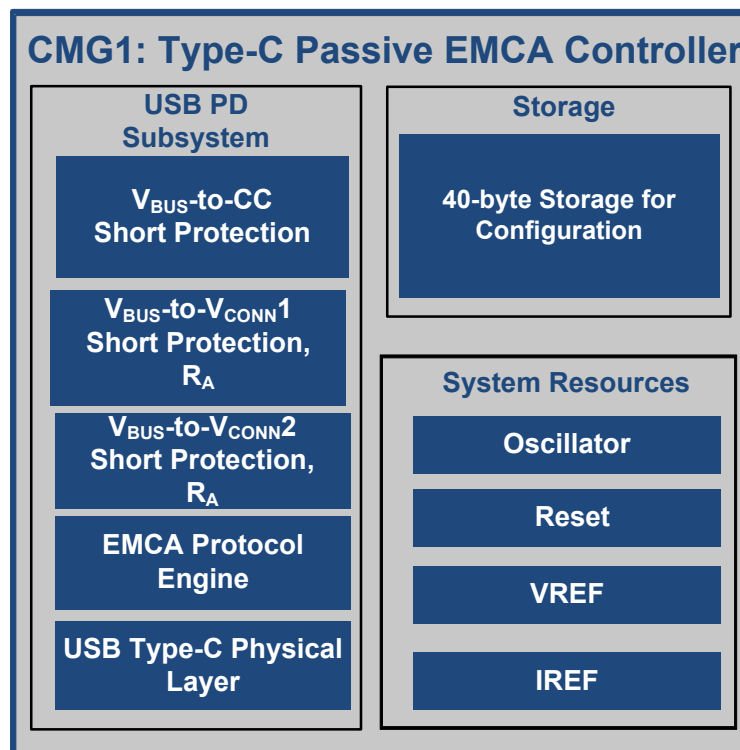 CMG1: Type-C Passive EMCA Controller
USB PD
Subsystem
VBUS-to-CC
Short Protection
VBUS-to-VCONN1
Short Protection,
RA
VBUS-to-VCONN2
Short Protection,
RA
EMCA Protocol
Engine
USB Type-C Physical
Layer
Storage
40-byte Storage for
Configuration
System Resources
Oscillator
Reset
VREF
IREF